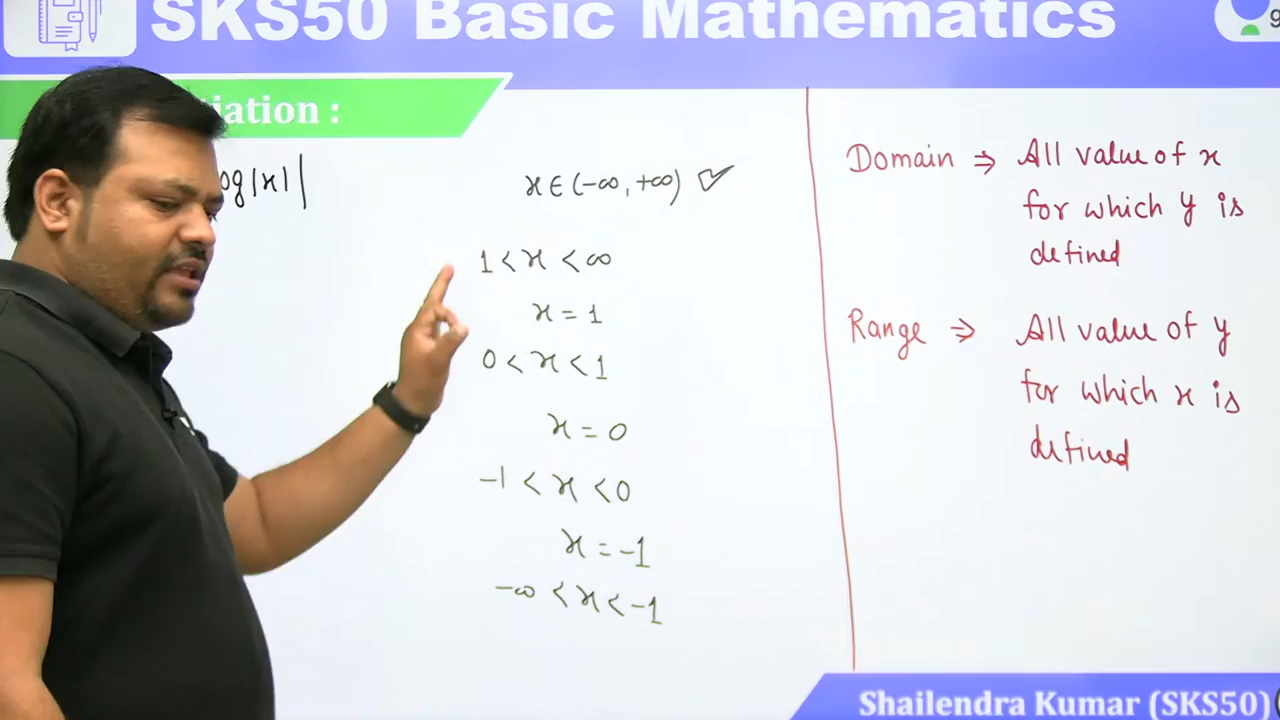 SKS50 Basic Mathematics
tiation :
og|x||
x ∈ (-∞, +∞)
1 < x < ∞
x = 1
0 < x < 1
x = 0
-1 < x < 0
x = -1
-∞ < x < -1
Domain ⇒ All value of x
for which y is
defined
Range ⇒ All value of y
for which x is
defined
Shailendra Kumar (SKS50)